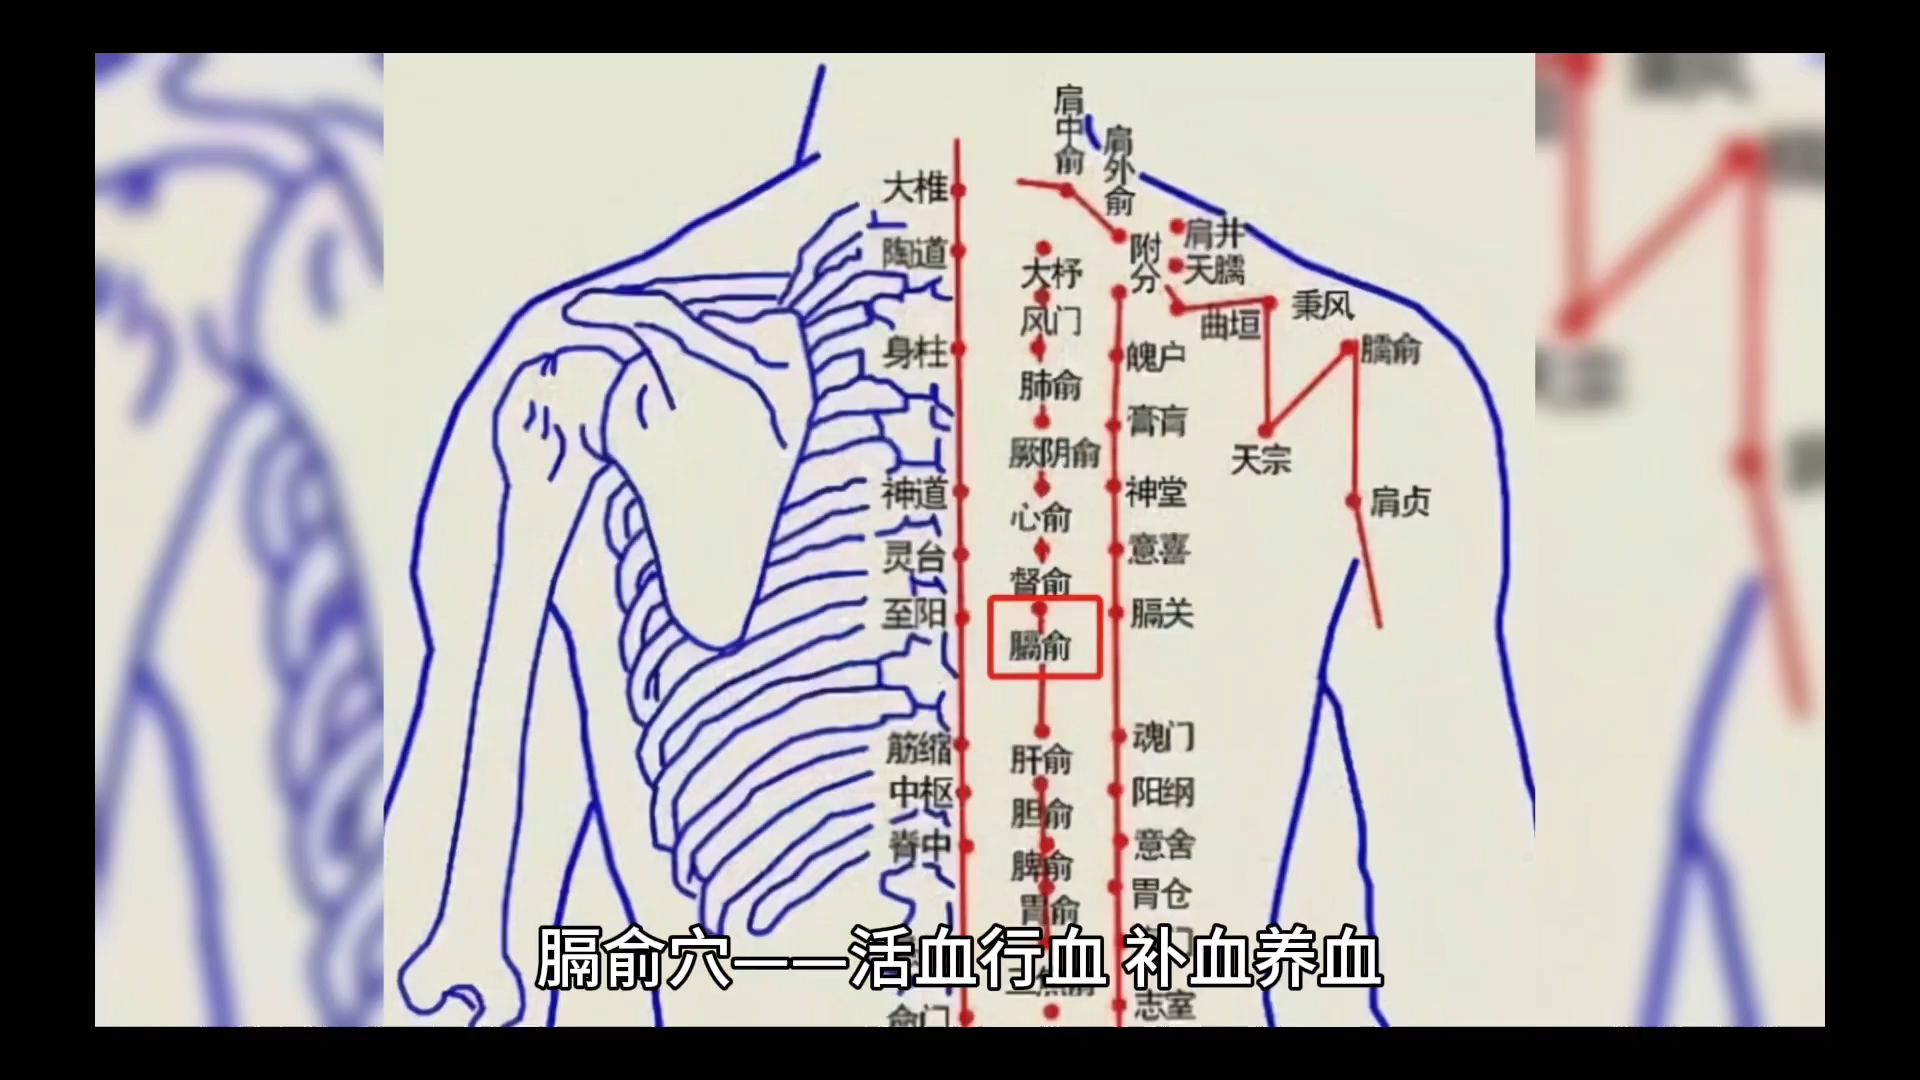 肩中俞
肩外俞
大椎
肩井
附分
陶道
大杼
天髎
风门
曲垣
秉风
身柱
魄户
臑俞
肺俞
膏肓
厥阴俞
天宗
神道
神堂
肩贞
心俞
灵台
意喜
督俞
至阳
膈关
膈俞
筋缩
魂门
肝俞
中枢
阳纲
胆俞
脊中
意舍
脾俞
胃仓
胃俞
膈俞穴——活血行血 补血养血
志室
命门